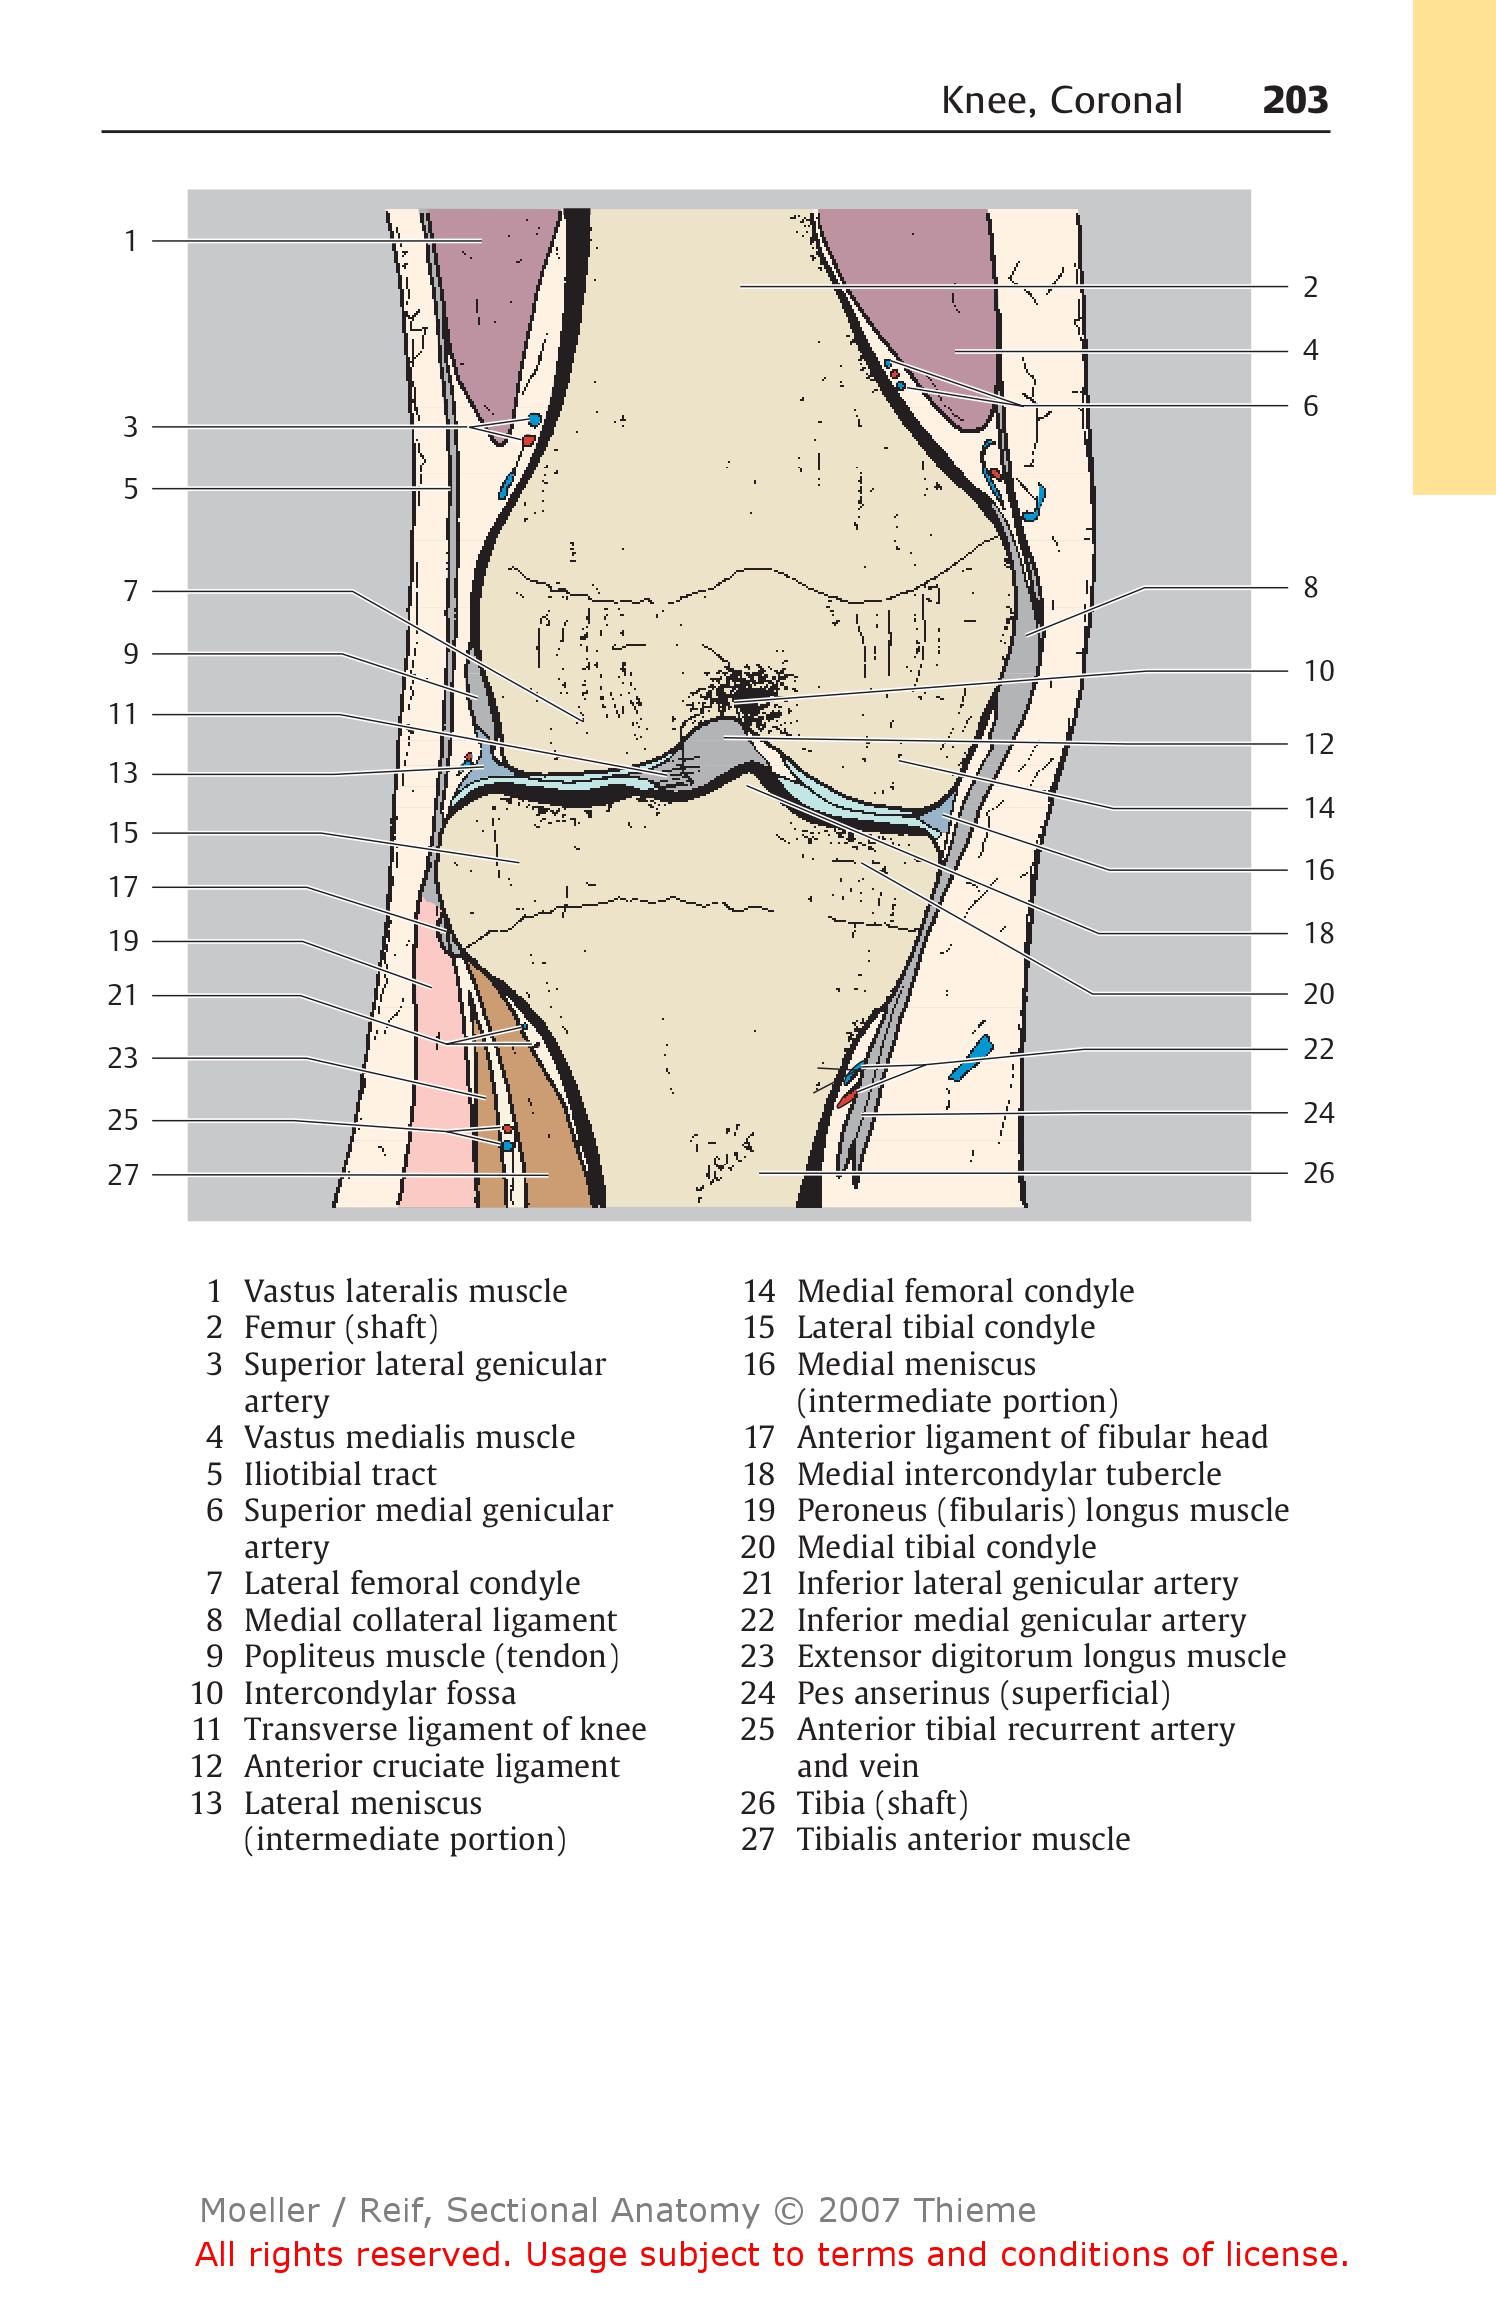 Knee, Coronal 203
1
2
4
3
6
5
7
8
9
10
11
12
13
14
15
16
17
18
19
20
21
22
23
24
25
26
27
1 Vastus lateralis muscle
2 Femur (shaft)
3 Superior lateral genicular
artery
4 Vastus medialis muscle
5 Iliotibial tract
6 Superior medial genicular
artery
7 Lateral femoral condyle
8 Medial collateral ligament
9 Popliteus muscle (tendon)
10 Intercondylar fossa
11 Transverse ligament of knee
12 Anterior cruciate ligament
13 Lateral meniscus
(intermediate portion)
14 Medial femoral condyle
15 Lateral tibial condyle
16 Medial meniscus
(intermediate portion)
17 Anterior ligament of fibular head
18 Medial intercondylar tubercle
19 Peroneus (fibularis) longus muscle
20 Medial tibial condyle
21 Inferior lateral genicular artery
22 Inferior medial genicular artery
23 Extensor digitorum longus muscle
24 Pes anserinus (superficial)
25 Anterior tibial recurrent artery
and vein
26 Tibia (shaft)
27 Tibialis anterior muscle
Moeller / Reif, Sectional Anatomy © 2007 Thieme
All rights reserved. Usage subject to terms and conditions of license.